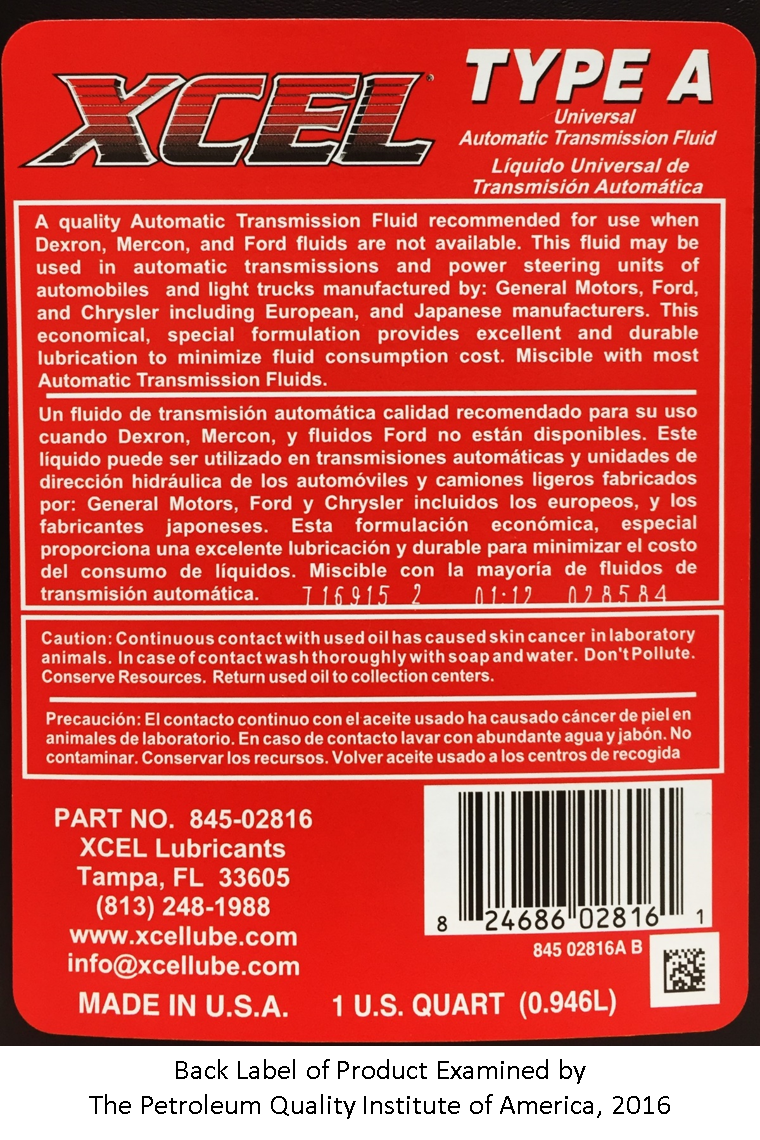 XCEL
TYPE A
Universal
Automatic Transmission Fluid
Líquido Universal de
Transmisión Automática
A quality Automatic Transmission Fluid recommended for use when
Dexron, Mercon, and Ford fluids are not available. This fluid may be
used in automatic transmissions and power steering units of
automobiles and light trucks manufactured by: General Motors, Ford,
and Chrysler including European, and Japanese manufacturers. This
economical, special formulation provides excellent and durable
lubrication to minimize fluid consumption cost. Miscible with most
Automatic Transmission Fluids.
Un fluido de transmisión automática calidad recomendado para su uso
cuando Dexron, Mercon, y fluidos Ford no están disponibles. Este
líquido puede ser utilizado en transmisiones automáticas y unidades de
dirección hidráulica de los automóviles y camiones ligeros fabricados
por: General Motors, Ford y Chrysler incluidos los europeos, y los
fabricantes japoneses. Esta formulación económica, especial
proporciona una excelente lubricación y durable para minimizar el costo
del consumo de líquidos. Miscible con la mayoría de fluidos de
transmisión automática. 716915 2 01:12 028584
Caution: Continuous contact with used oil has caused skin cancer in laboratory
animals. In case of contact wash thoroughly with soap and water. Don't Pollute.
Conserve Resources. Return used oil to collection centers.
Precaución: El contacto continuo con el aceite usado ha causado cáncer de piel en
animales de laboratorio. En caso de contacto lavar con abundante agua y jabón. No
contaminar. Conservar los recursos. Volver aceite usado a los centros de recogida
PART NO. 845-02816
XCEL Lubricants
Tampa, FL 33605
(813) 248-1988
www.xcellube.com
info@xcellube.com
MADE IN U.S.A. 1 U.S. QUART (0.946L)
8 24686 02816 1
845 02816A B
Back Label of Product Examined by
The Petroleum Quality Institute of America, 2016